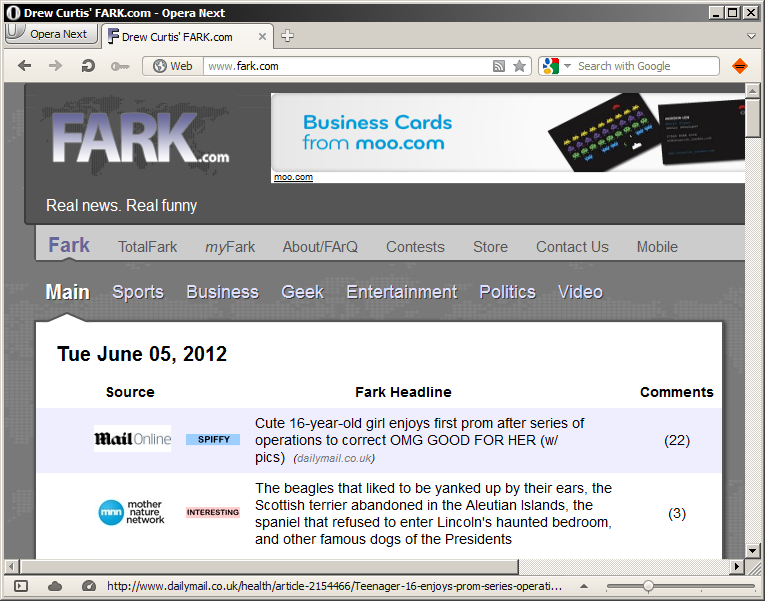 Drew Curtis' FARK.com - Opera Next
Opera Next
Drew Curtis' FARK.com
Web
www.fark.com
Search with Google
FARK.com
Business Cards
from moo.com
moo.com
Real news. Real funny
Fark TotalFark myFark About/FArQ Contests Store Contact Us Mobile
Main Sports Business Geek Entertainment Politics Video
Tue June 05, 2012
Source Fark Headline Comments
Mail Online SPIFFY
Cute 16-year-old girl enjoys first prom after series of
operations to correct OMG GOOD FOR HER (w/
pics) (dailymail.co.uk)
(22)
mnn mother
nature
network
INTERESTING
The beagles that liked to be yanked up by their ears, the
Scottish terrier abandoned in the Aleutian Islands, the
spaniel that refused to enter Lincoln's haunted bedroom,
and other famous dogs of the Presidents
(3)
http://www.dailymail.co.uk/health/article-2154466/Teenager-16-enjoys-prom-series-operati...